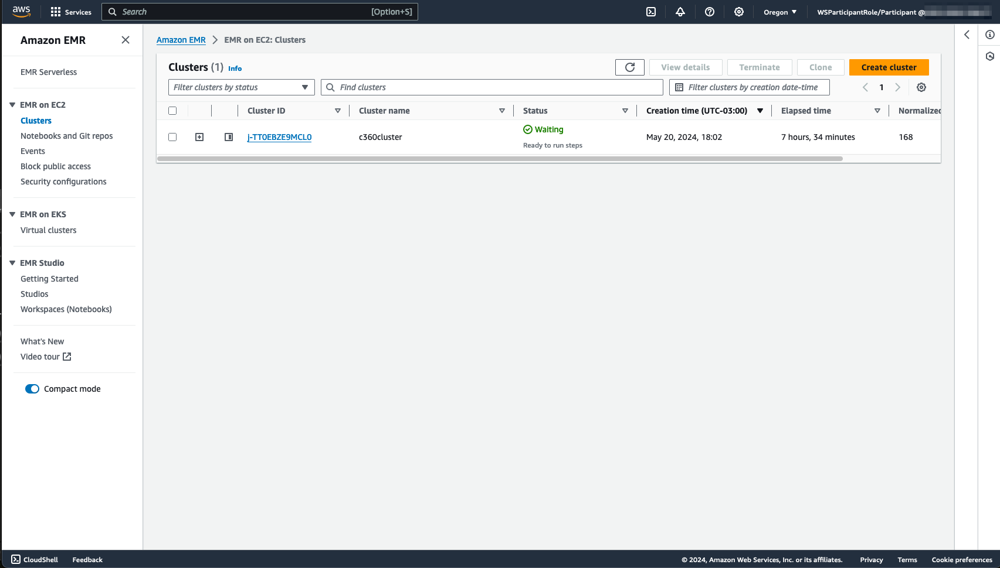 aws Services Search [Option+S] Oregon WSParticipantRole/Participant @
Amazon EMR
EMR Serverless
EMR on EC2
Clusters
Notebooks and Git repos
Events
Block public access
Security configurations
EMR on EKS
Virtual clusters
EMR Studio
Getting Started
Studios
Workspaces (Notebooks)
What's New
Video tour
Compact mode
Amazon EMR EMR on EC2: Clusters
Clusters (1) Info View details Terminate Clone Create cluster
Filter clusters by status Find clusters Filter clusters by creation date-time 1
Cluster ID Cluster name Status Creation time (UTC-03:00) Elapsed time Normalized
j-TT0EBZE9MCL0 c360cluster Waiting May 20, 2024, 18:02 7 hours, 34 minutes 168
Ready to run steps
CloudShell Feedback © 2024, Amazon Web Services, Inc. or its affiliates. Privacy Terms Cookie preferences